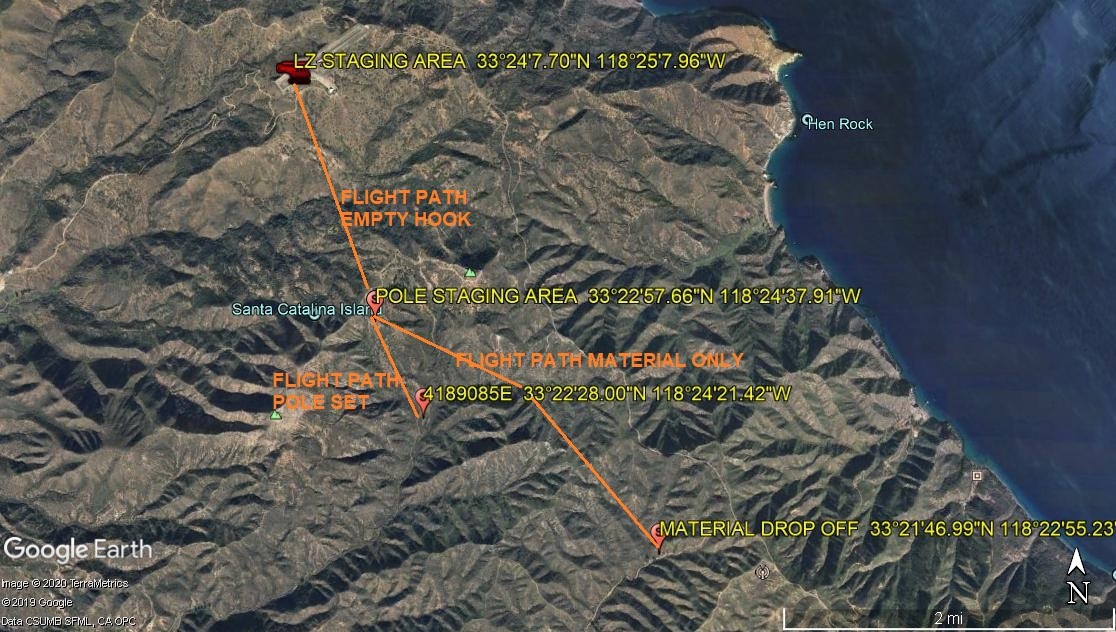 LZ STAGING AREA  33°24'7.70"N 118°25'7.96"W
Hen Rock
FLIGHT PATH
EMPTY HOOK
POLE STAGING AREA  33°22'57.66"N 118°24'37.91"W
Santa Catalina Island
FLIGHT PATH MATERIAL ONLY
FLIGHT PATH
POLE SET
4189085E  33°22'28.00"N 118°24'21.42"W
MATERIAL DROP OFF  33°21'46.99"N 118°22'55.23"
Google Earth
Image © 2020 TerraMetrics
©2019 Google
Data CSUMB SFML, CA OPC
N
2 mi